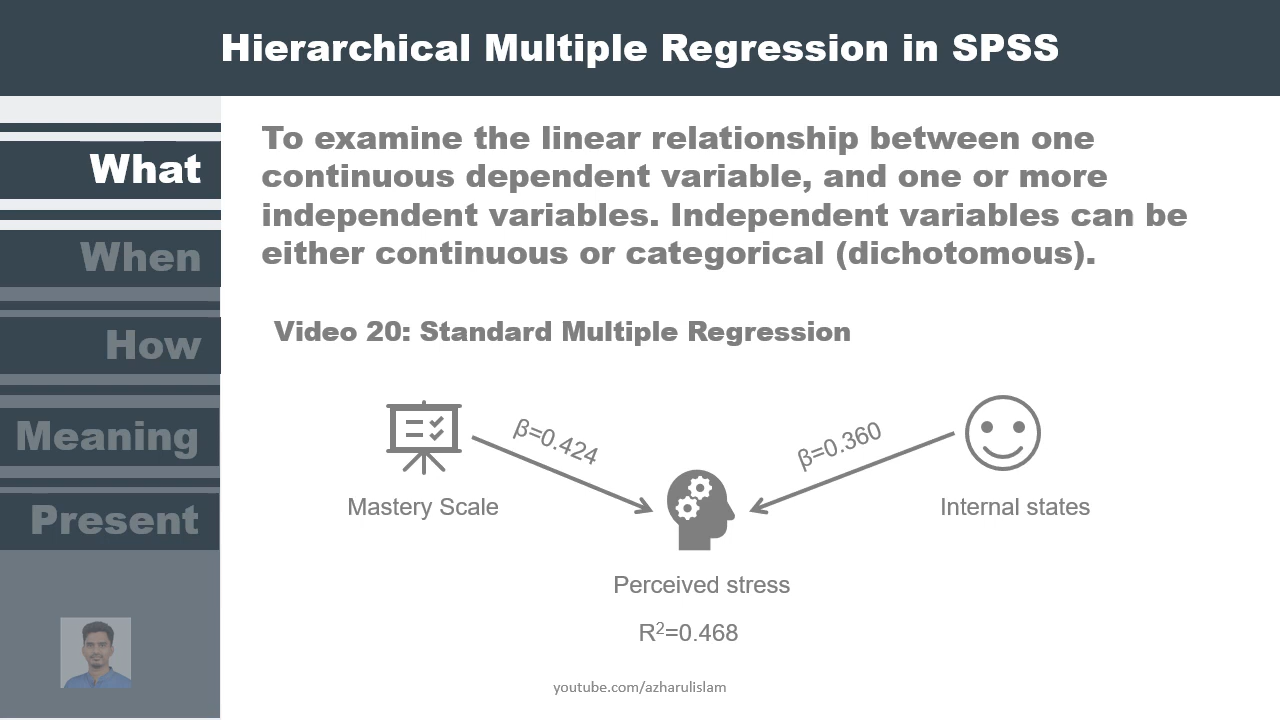 Hierarchical Multiple Regression in SPSS
What
When
How
Meaning
Present
To examine the linear relationship between one
continuous dependent variable, and one or more
independent variables. Independent variables can be
either continuous or categorical (dichotomous).
Video 20: Standard Multiple Regression
β=0.424
β=0.360
Mastery Scale
Internal states
Perceived stress
R²=0.468
youtube.com/azharulislam